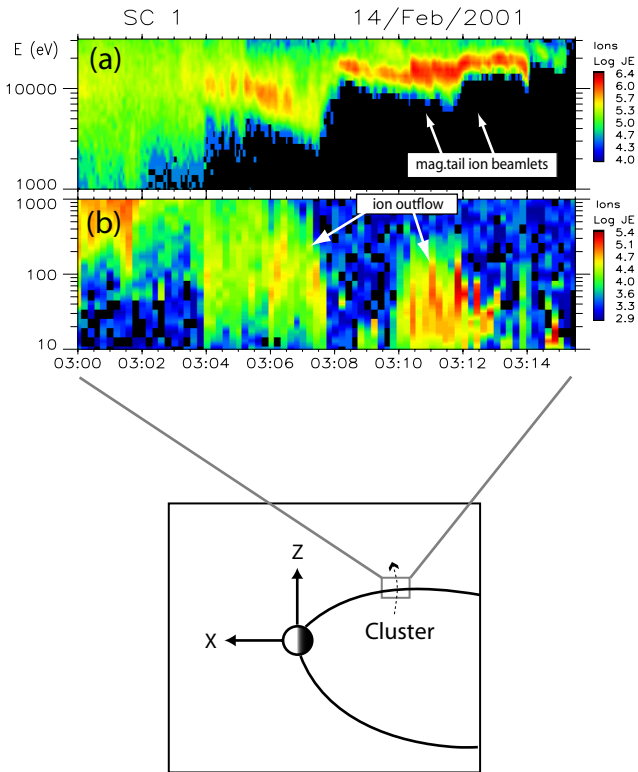 SC 1 14/Feb/2001
E (eV)
(a)
10000
1000
mag.tail ion beamlets
Ions
Log JE
6.4
6.0
5.7
5.3
5.0
4.7
4.3
4.0
ion outflow
(b)
1000
100
10
Ions
Log JE
5.4
5.1
4.7
4.4
4.0
3.6
3.3
2.9
03:00 03:02 03:04 03:06 03:08 03:10 03:12 03:14
Z
X
Cluster